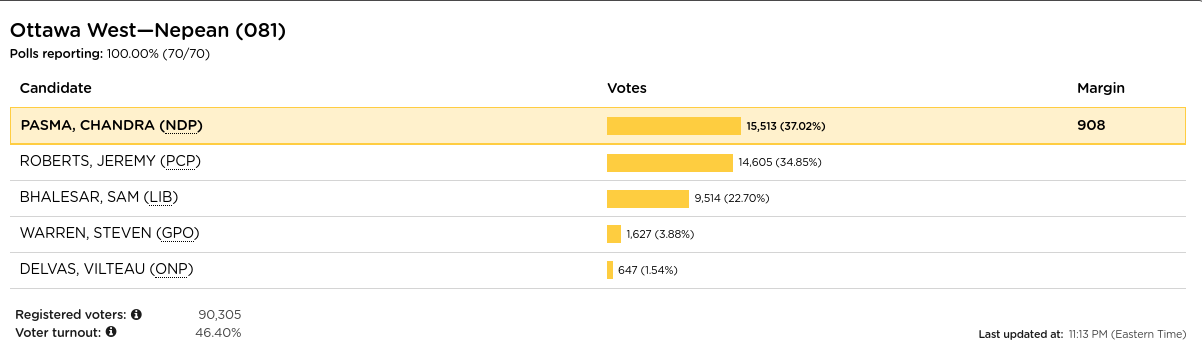 Ottawa West—Nepean (081)
Polls reporting: 100.00% (70/70)
Candidate Votes Margin
PASMA, CHANDRA (NDP) 15,513 (37.02%) 908
ROBERTS, JEREMY (PCP) 14,605 (34.85%)
BHALESAR, SAM (LIB) 9,514 (22.70%)
WARREN, STEVEN (GPO) 1,627 (3.88%)
DELVAS, VILTEAU (ONP) 647 (1.54%)
Registered voters: 90,305
Voter turnout: 46.40%
Last updated at: 11:13 PM (Eastern Time)